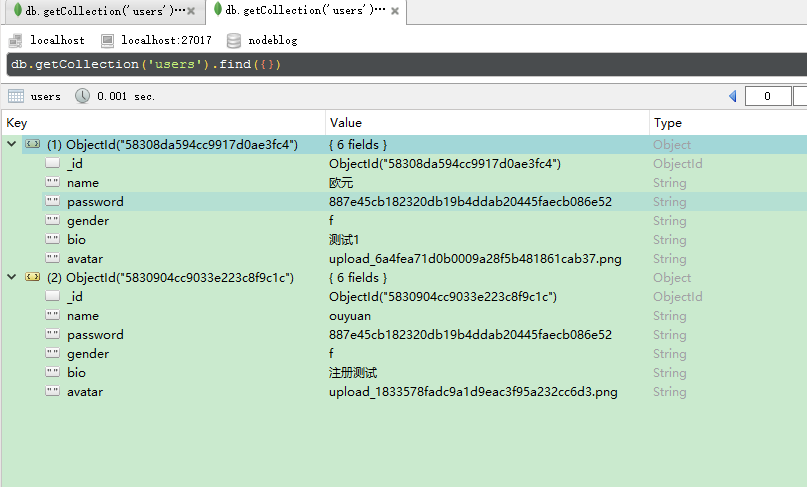 db.getCollection('users')··· db.getCollection('users')···
localhost localhost:27017 nodeblog
db.getCollection('users').find({})
users 0.001 sec. 0
Key Value Type
(1) ObjectId("58308da594cc9917d0ae3fc4") { 6 fields } Object
_id ObjectId("58308da594cc9917d0ae3fc4") ObjectId
name 欧元 String
password 887e45cb182320db19b4ddab20445faecb086e52 String
gender f String
bio 测试1 String
avatar upload_6a4fea71d0b0009a28f5b481861cab37.png String
(2) ObjectId("5830904cc9033e223c8f9c1c") { 6 fields } Object
_id ObjectId("5830904cc9033e223c8f9c1c") ObjectId
name ouyuan String
password 887e45cb182320db19b4ddab20445faecb086e52 String
gender f String
bio 注册测试 String
avatar upload_1833578fadc9a1d9eac3f95a232cc6d3.png String